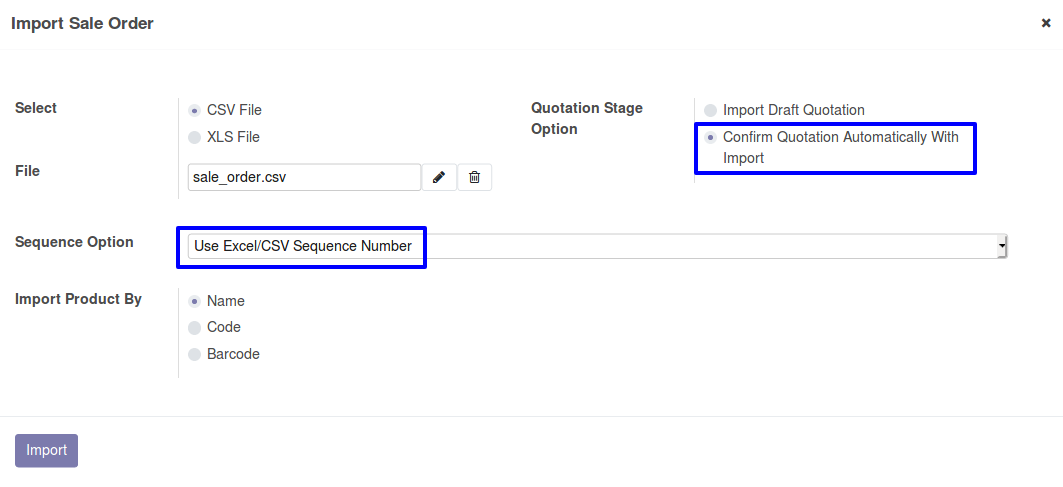 Import Sale Order
Select
CSV File
XLS File
Quotation Stage
Option
Import Draft Quotation
Confirm Quotation Automatically With
Import
File
sale_order.csv
Sequence Option
Use Excel/CSV Sequence Number
Import Product By
Name
Code
Barcode
Import